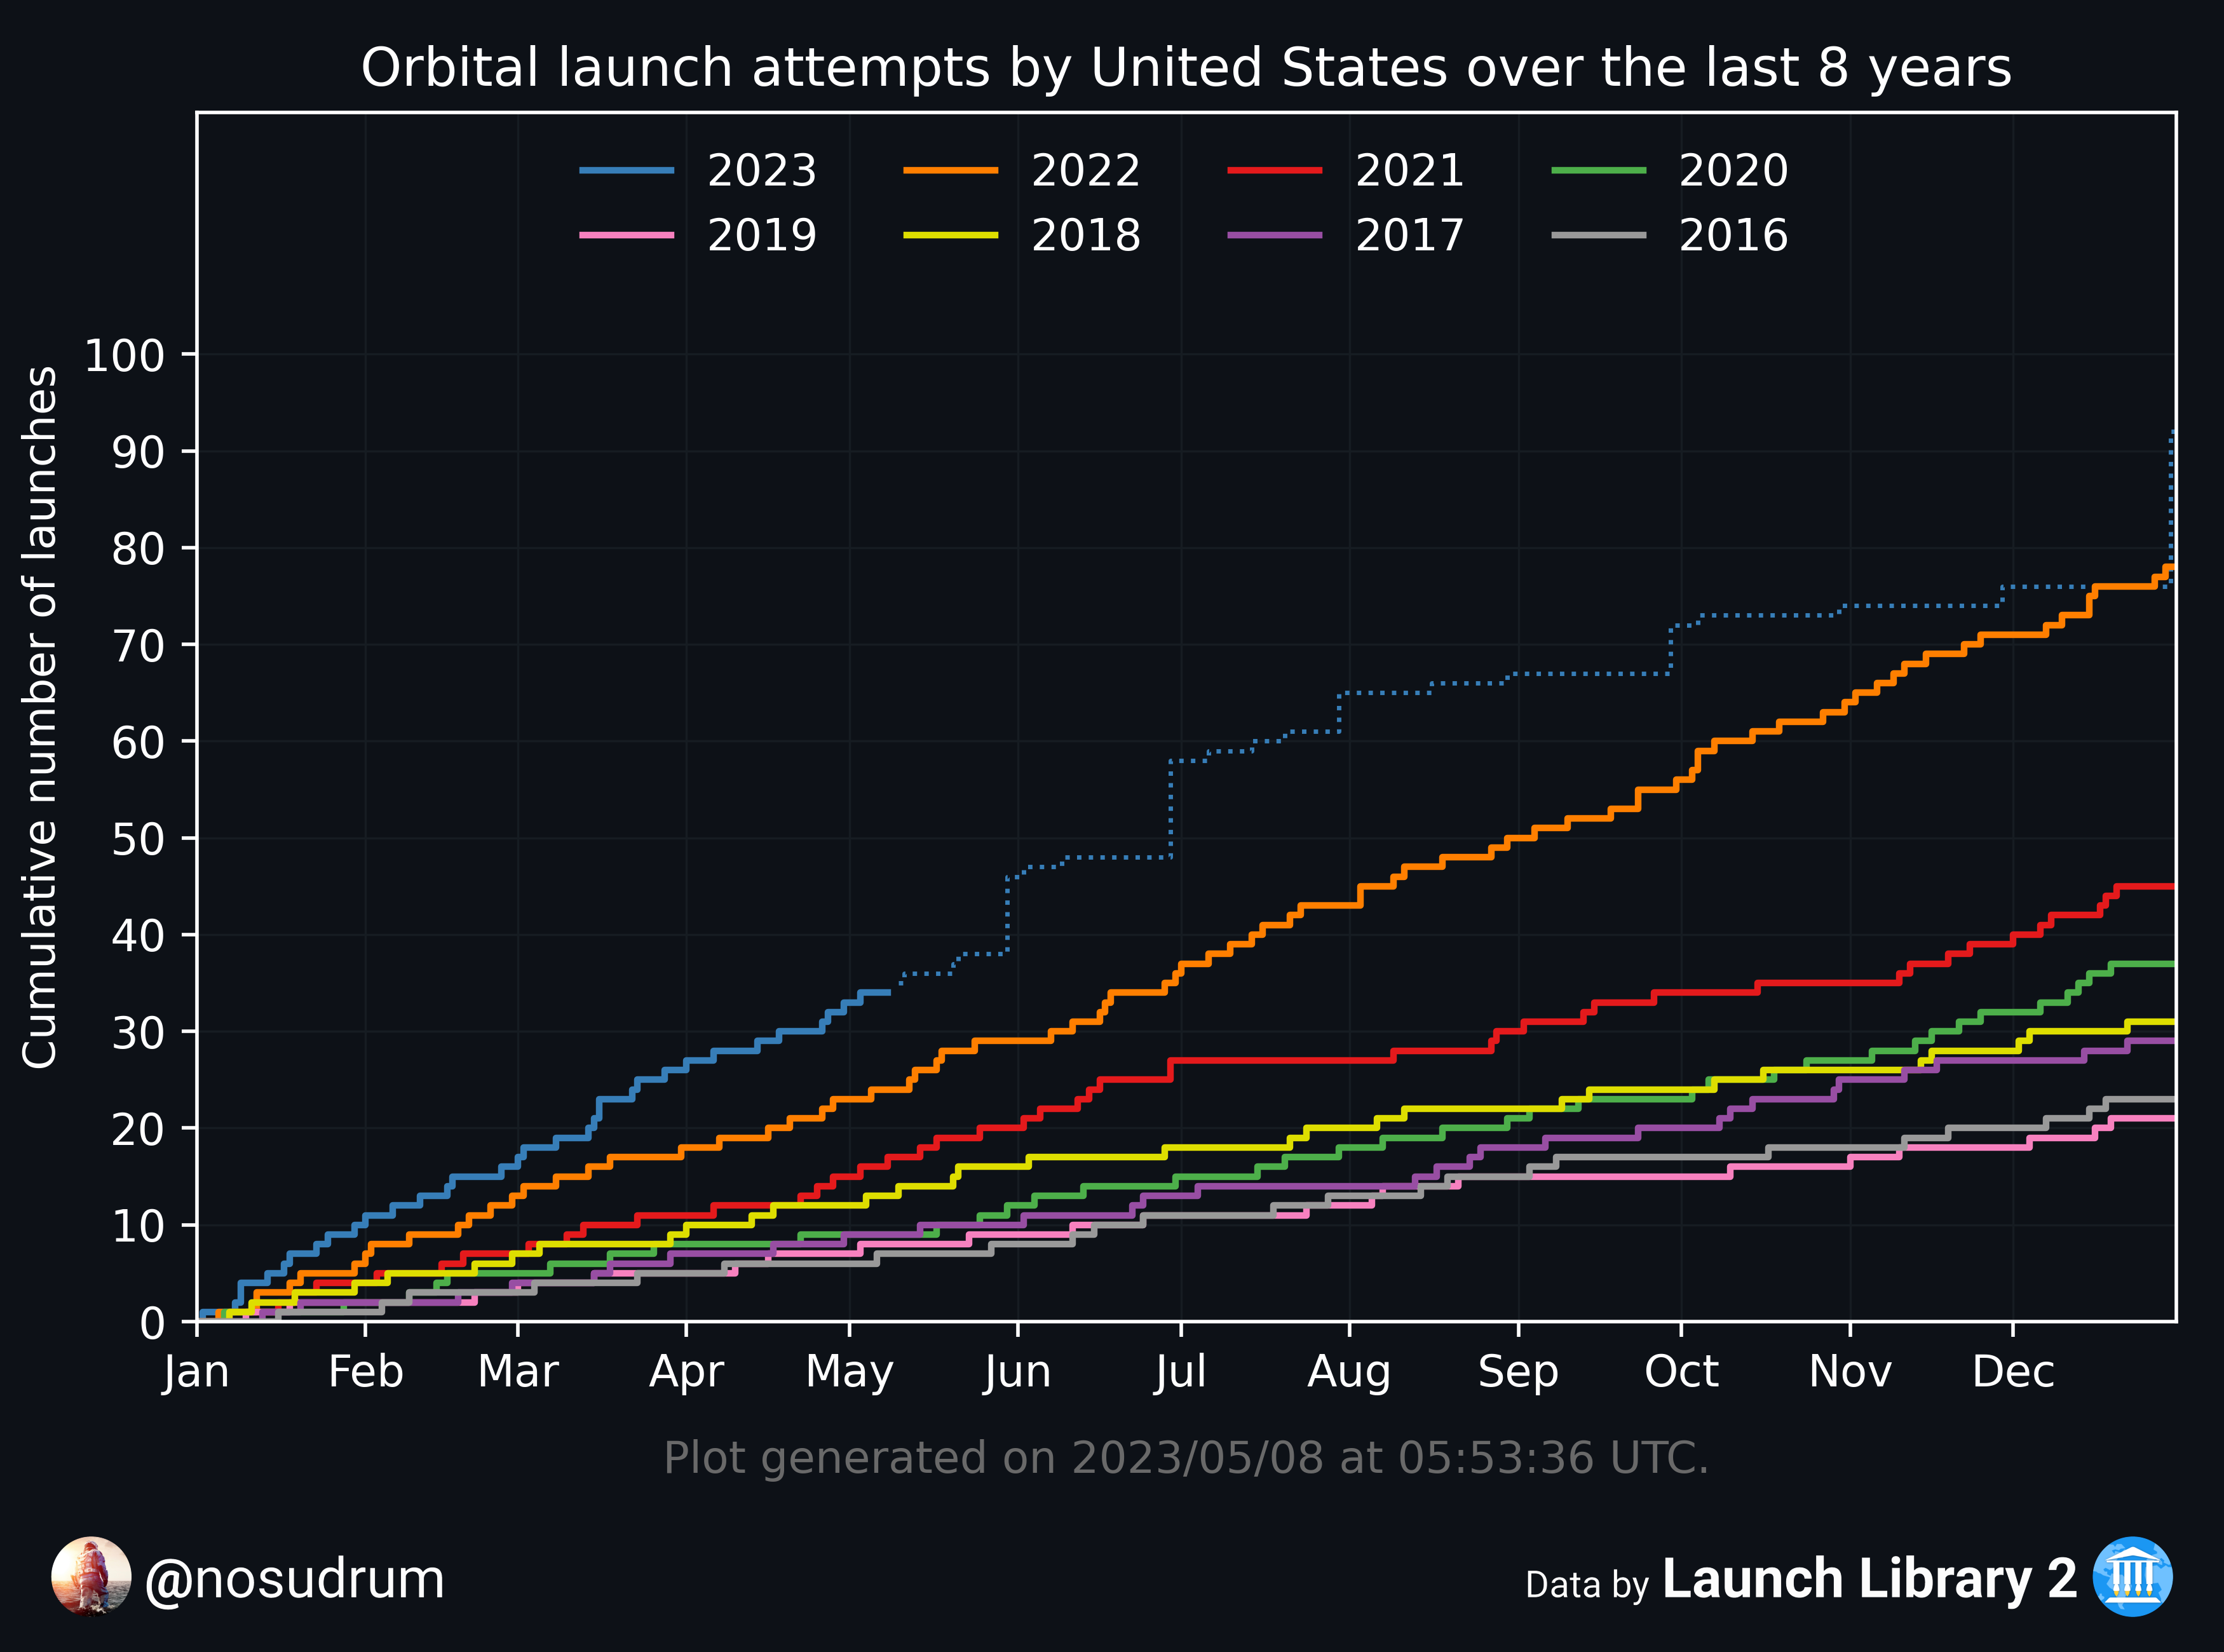 Orbital launch attempts by United States over the last 8 years
2023 2022 2021 2020
2019 2018 2017 2016
Cumulative number of launches
100
90
80
70
60
50
40
30
20
10
0
Jan Feb Mar Apr May Jun Jul Aug Sep Oct Nov Dec
Plot generated on 2023/05/08 at 05:53:36 UTC.
@nosudrum
Data by Launch Library 2